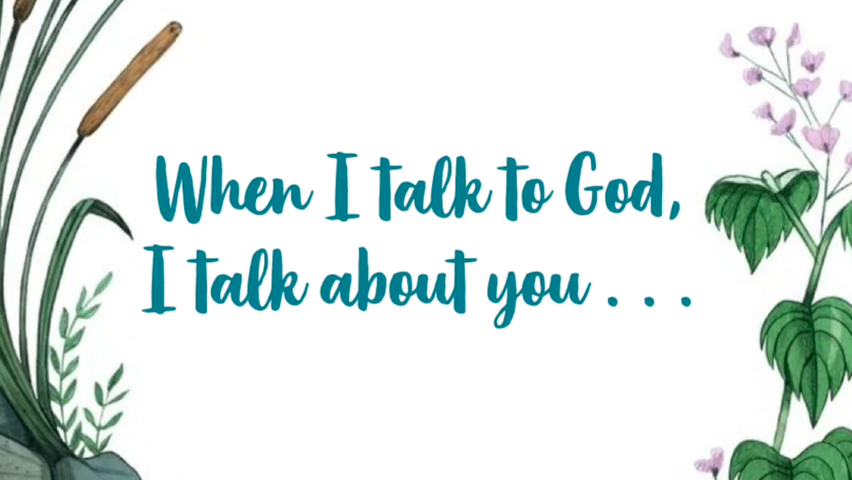 When I talk to God,
I talk about you . . .